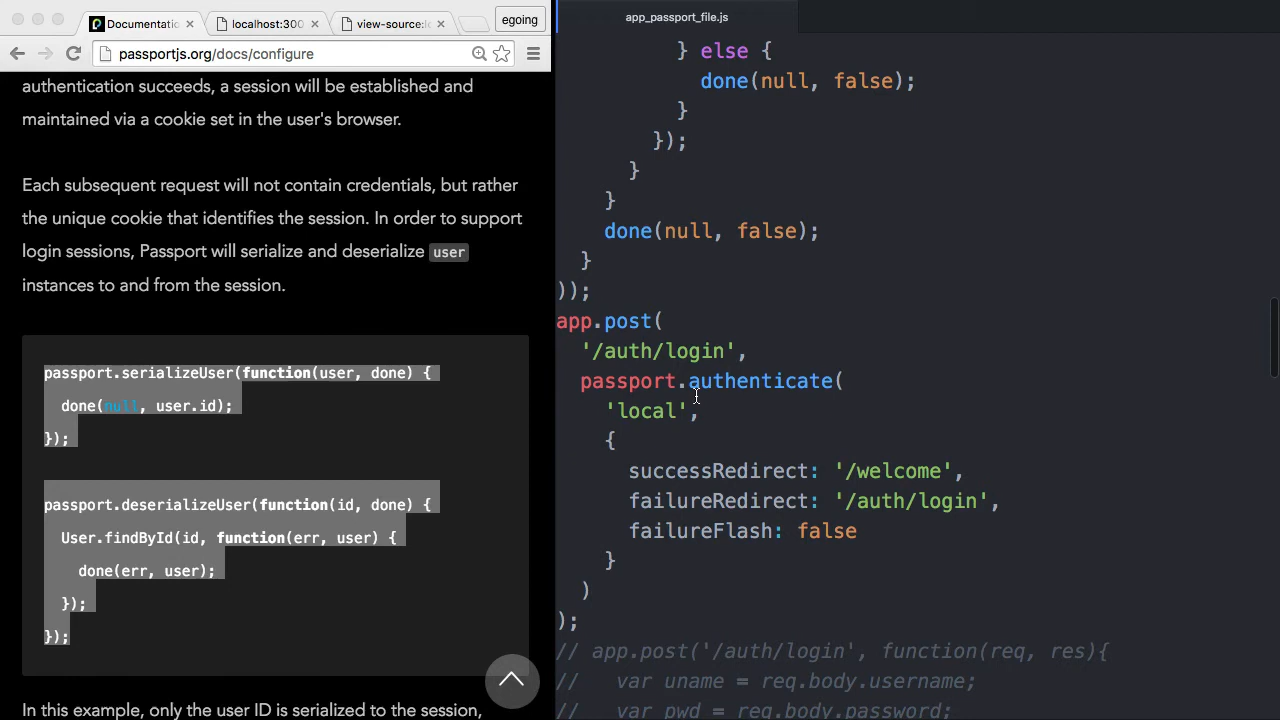 Documentatic
localhost:300
view-source:lc
egoing
passportjs.org/docs/configure
authentication succeeds, a session will be established and
maintained via a cookie set in the user's browser.
Each subsequent request will not contain credentials, but rather
the unique cookie that identifies the session. In order to support
login sessions, Passport will serialize and deserialize user
instances to and from the session.
passport.serializeUser(function(user, done) {
  done(null, user.id);
});
passport.deserializeUser(function(id, done) {
  User.findById(id, function(err, user) {
    done(err, user);
  });
});
In this example, only the user ID is serialized to the session,
app_passport_file.js
          } else {
            done(null, false);
          }
        });
      }
    }
    done(null, false);
  }
));
app.post(
  '/auth/login',
  passport.authenticate(
    'local',
    {
      successRedirect: '/welcome',
      failureRedirect: '/auth/login',
      failureFlash: false
    }
  )
);
// app.post('/auth/login', function(req, res){
//   var uname = req.body.username;
//   var pwd = req.body.password;